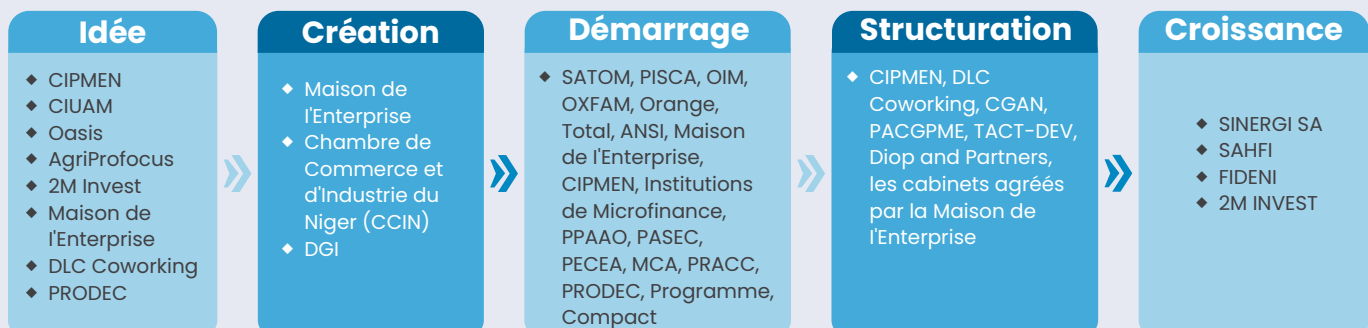 Idée
CIPMEN
CIUAM
Oasis
AgriProfocus
2M Invest
Maison de
l'Enterprise
DLC Coworking
PRODEC
Création
Maison de
l'Enterprise
Chambre de
Commerce et
d'Industrie du
Niger (CCIN)
DGI
Démarrage
SATOM, PISCA, OIM,
OXFAM, Orange,
Total, ANSI, Maison
de l'Enterprise,
CIPMEN, Institutions
de Microfinance,
PPAAO, PASEC,
PECEA, MCA, PRACC,
PRODEC, Programme,
Compact
Structuration
CIPMEN, DLC
Coworking, CGAN,
PACGPME, TACT-DEV,
Diop and Partners,
les cabinets agréés
par la Maison de
l'Enterprise
Croissance
SINERGI SA
SAHFI
FIDENI
2M INVEST